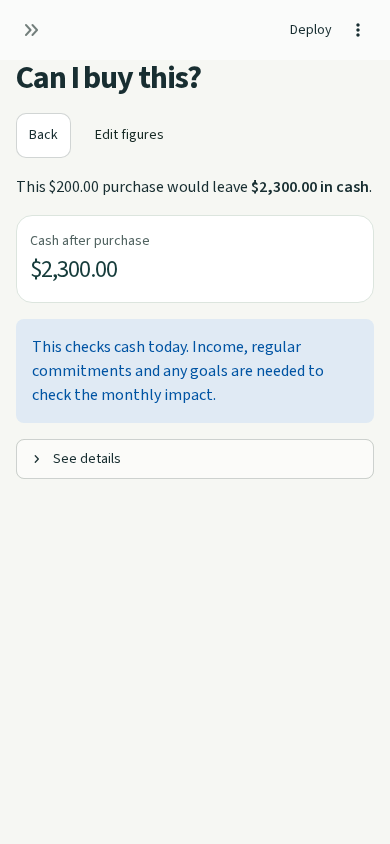 Deploy
Can I buy this?
Back
Edit figures
This $200.00 purchase would leave $2,300.00 in cash.
Cash after purchase
$2,300.00
This checks cash today. Income, regular
commitments and any goals are needed to
check the monthly impact.
See details